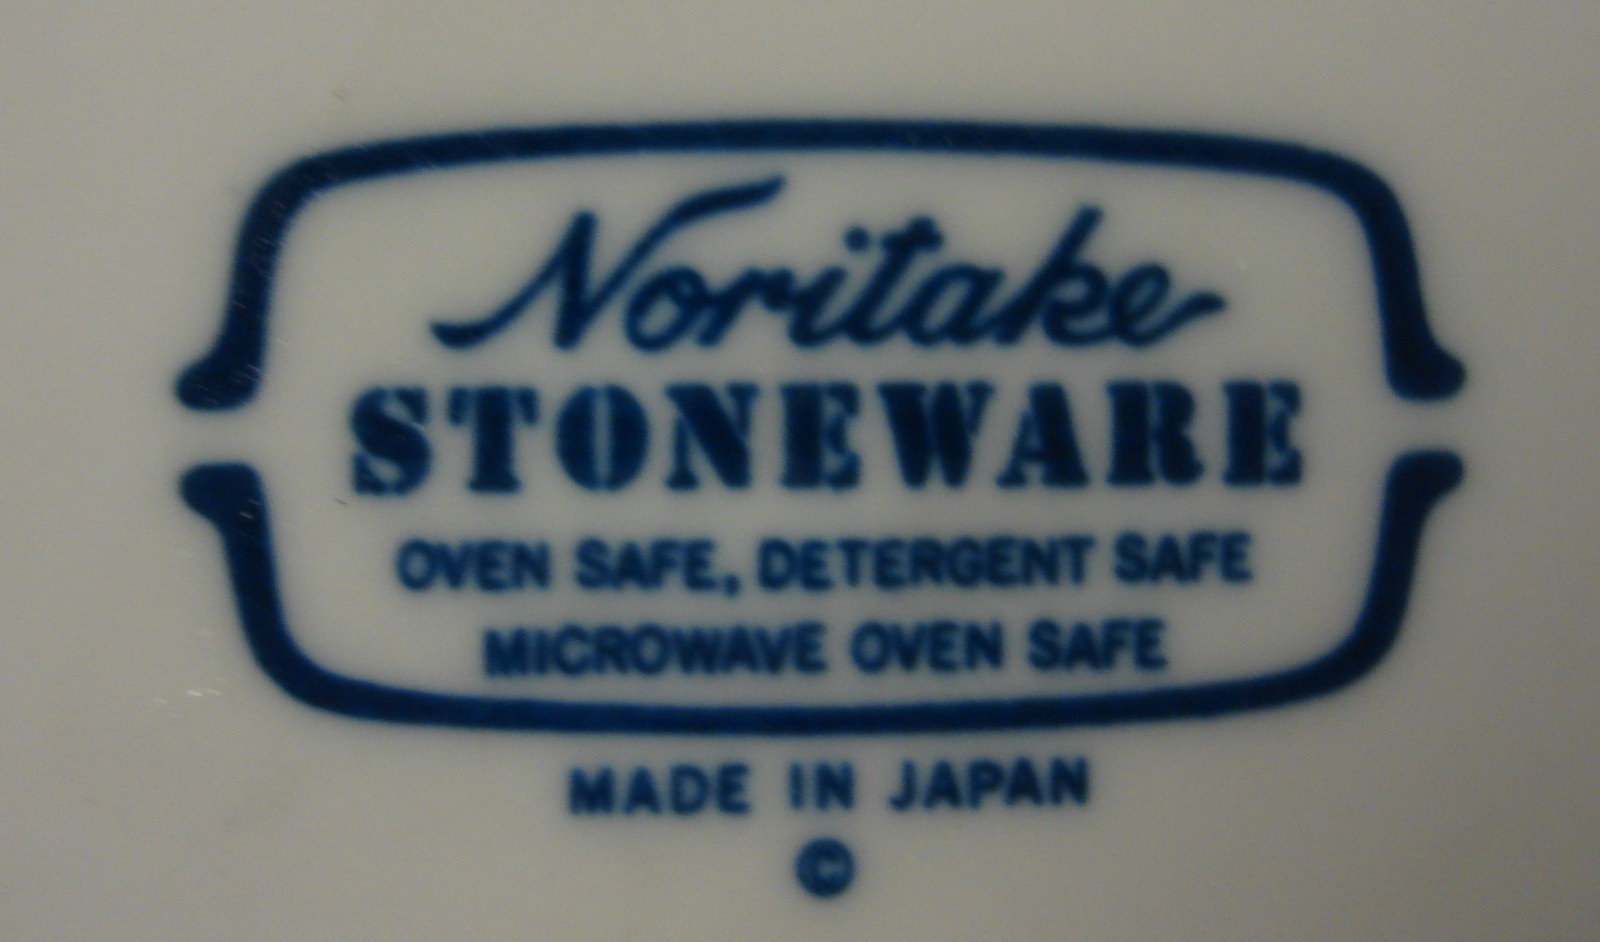 Noritake
STONEWARE
OVEN SAFE, DETERGENT SAFE
MICROWAVE OVEN SAFE
MADE IN JAPAN
©